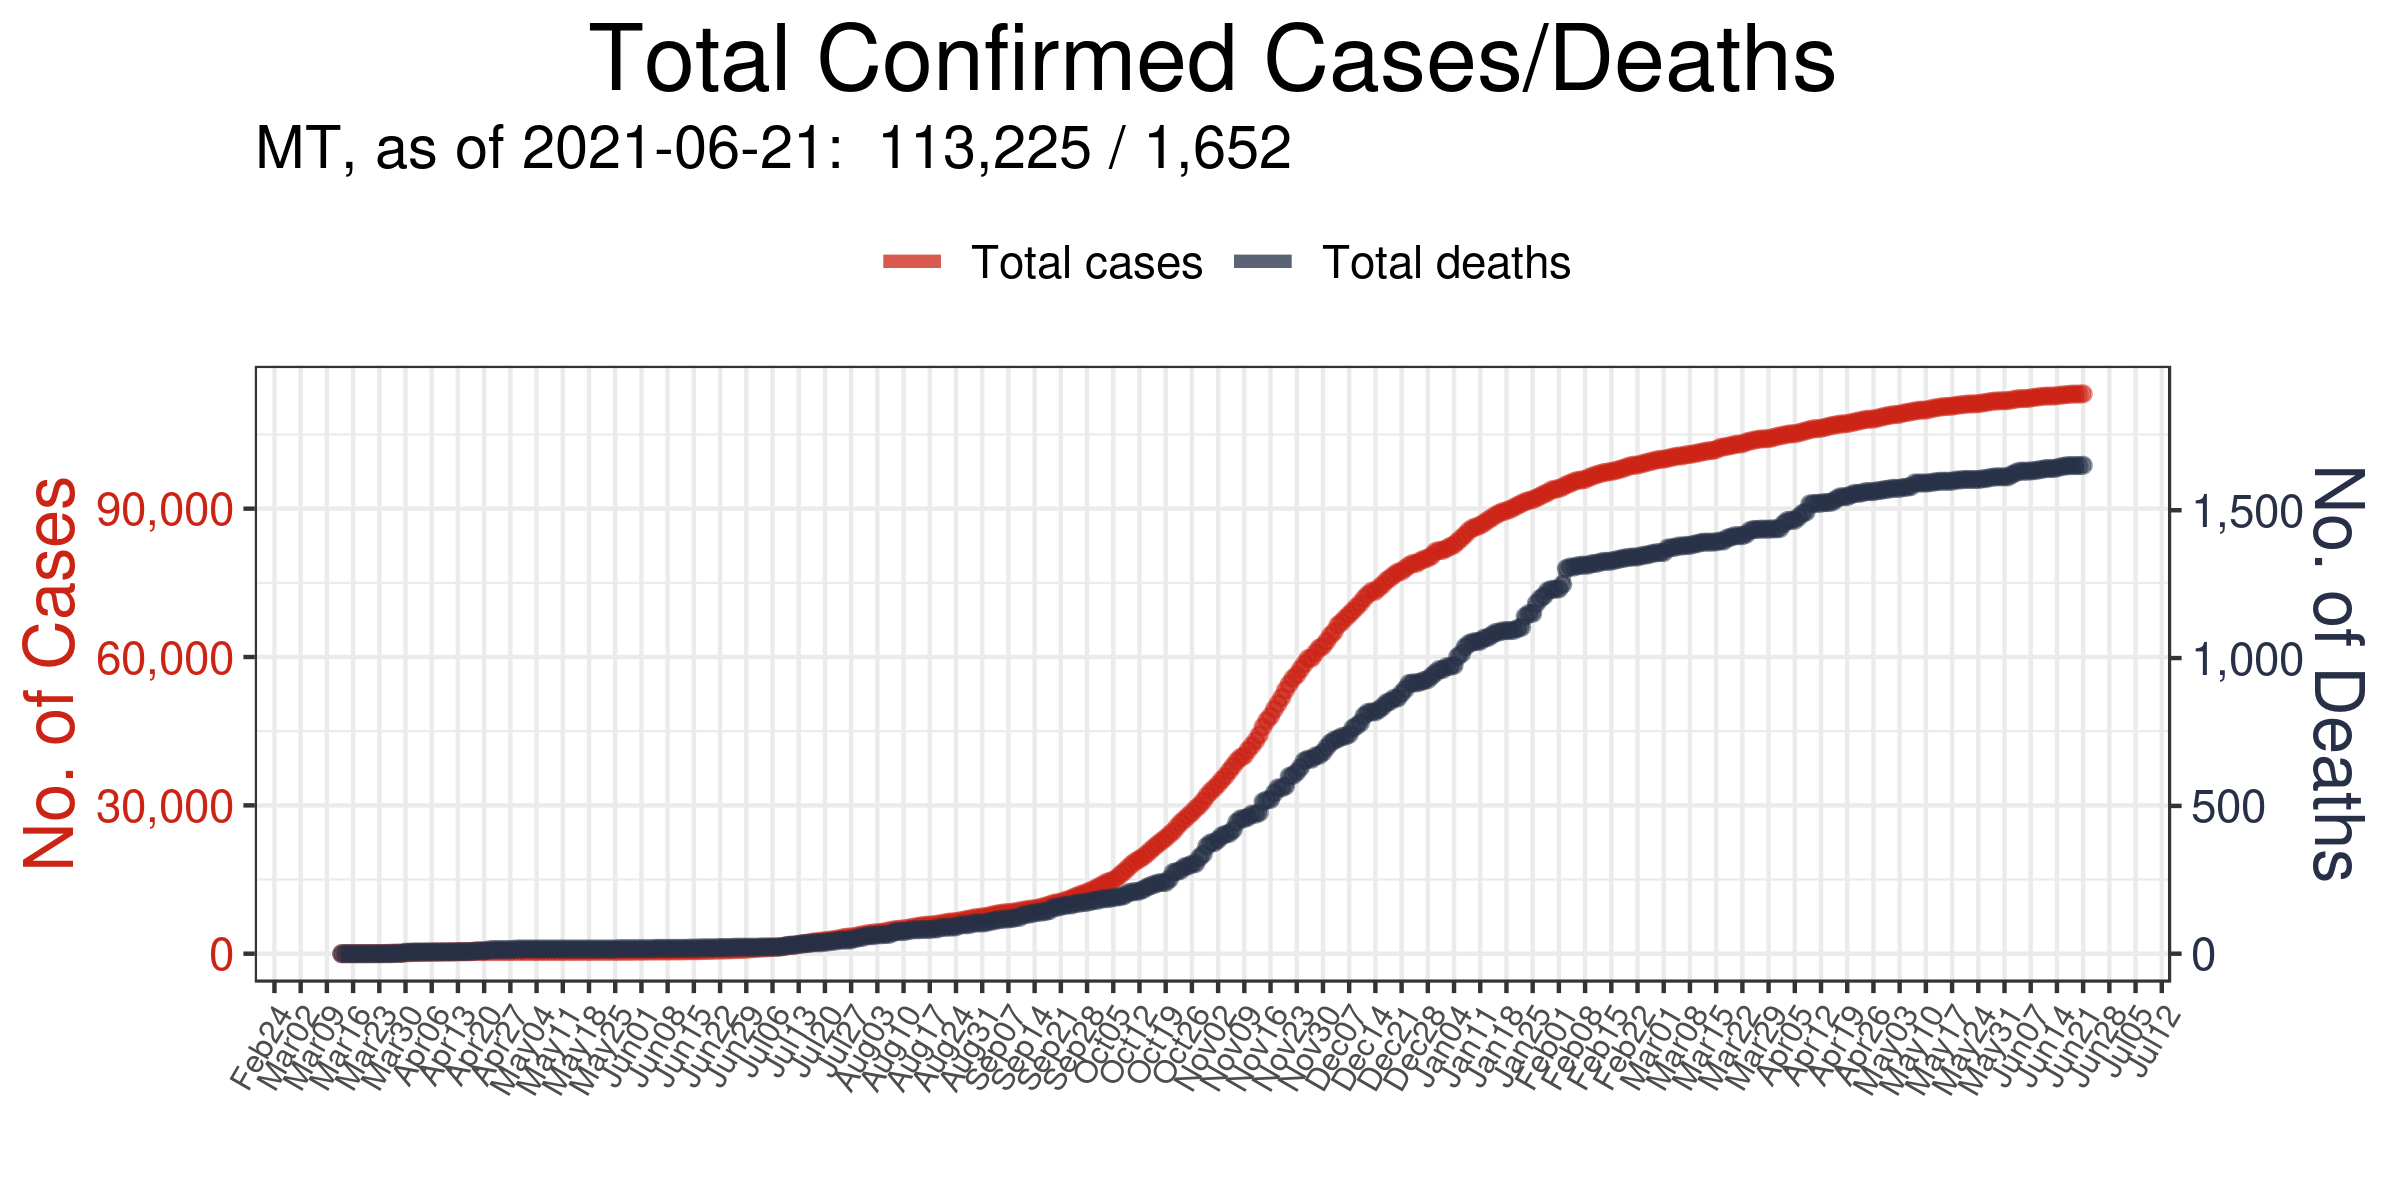 Total Confirmed Cases/Deaths
MT, as of 2021-06-21: 113,225 / 1,652
Total cases
Total deaths
No. of Cases
90,000
60,000
30,000
0
1,500
1,000
500
0
No. of Deaths
Feb24
Mar02
Mar09
Mar16
Mar23
Mar30
Apr06
Apr13
Apr20
Apr27
May04
May11
May18
May25
Jun01
Jun08
Jun15
Jun22
Jun29
Jul06
Jul13
Jul20
Jul27
Aug03
Aug10
Aug17
Aug24
Aug31
Sep07
Sep14
Sep21
Sep28
Oct05
Oct12
Oct19
Oct26
Nov02
Nov09
Nov16
Nov23
Nov30
Dec07
Dec14
Dec21
Dec28
Jan04
Jan11
Jan18
Jan25
Feb01
Feb08
Feb15
Feb22
Mar01
Mar08
Mar15
Mar22
Mar29
Apr05
Apr12
Apr19
Apr26
May03
May10
May17
May24
May31
Jun07
Jun14
Jun21
Jun28
Jul05
Jul12